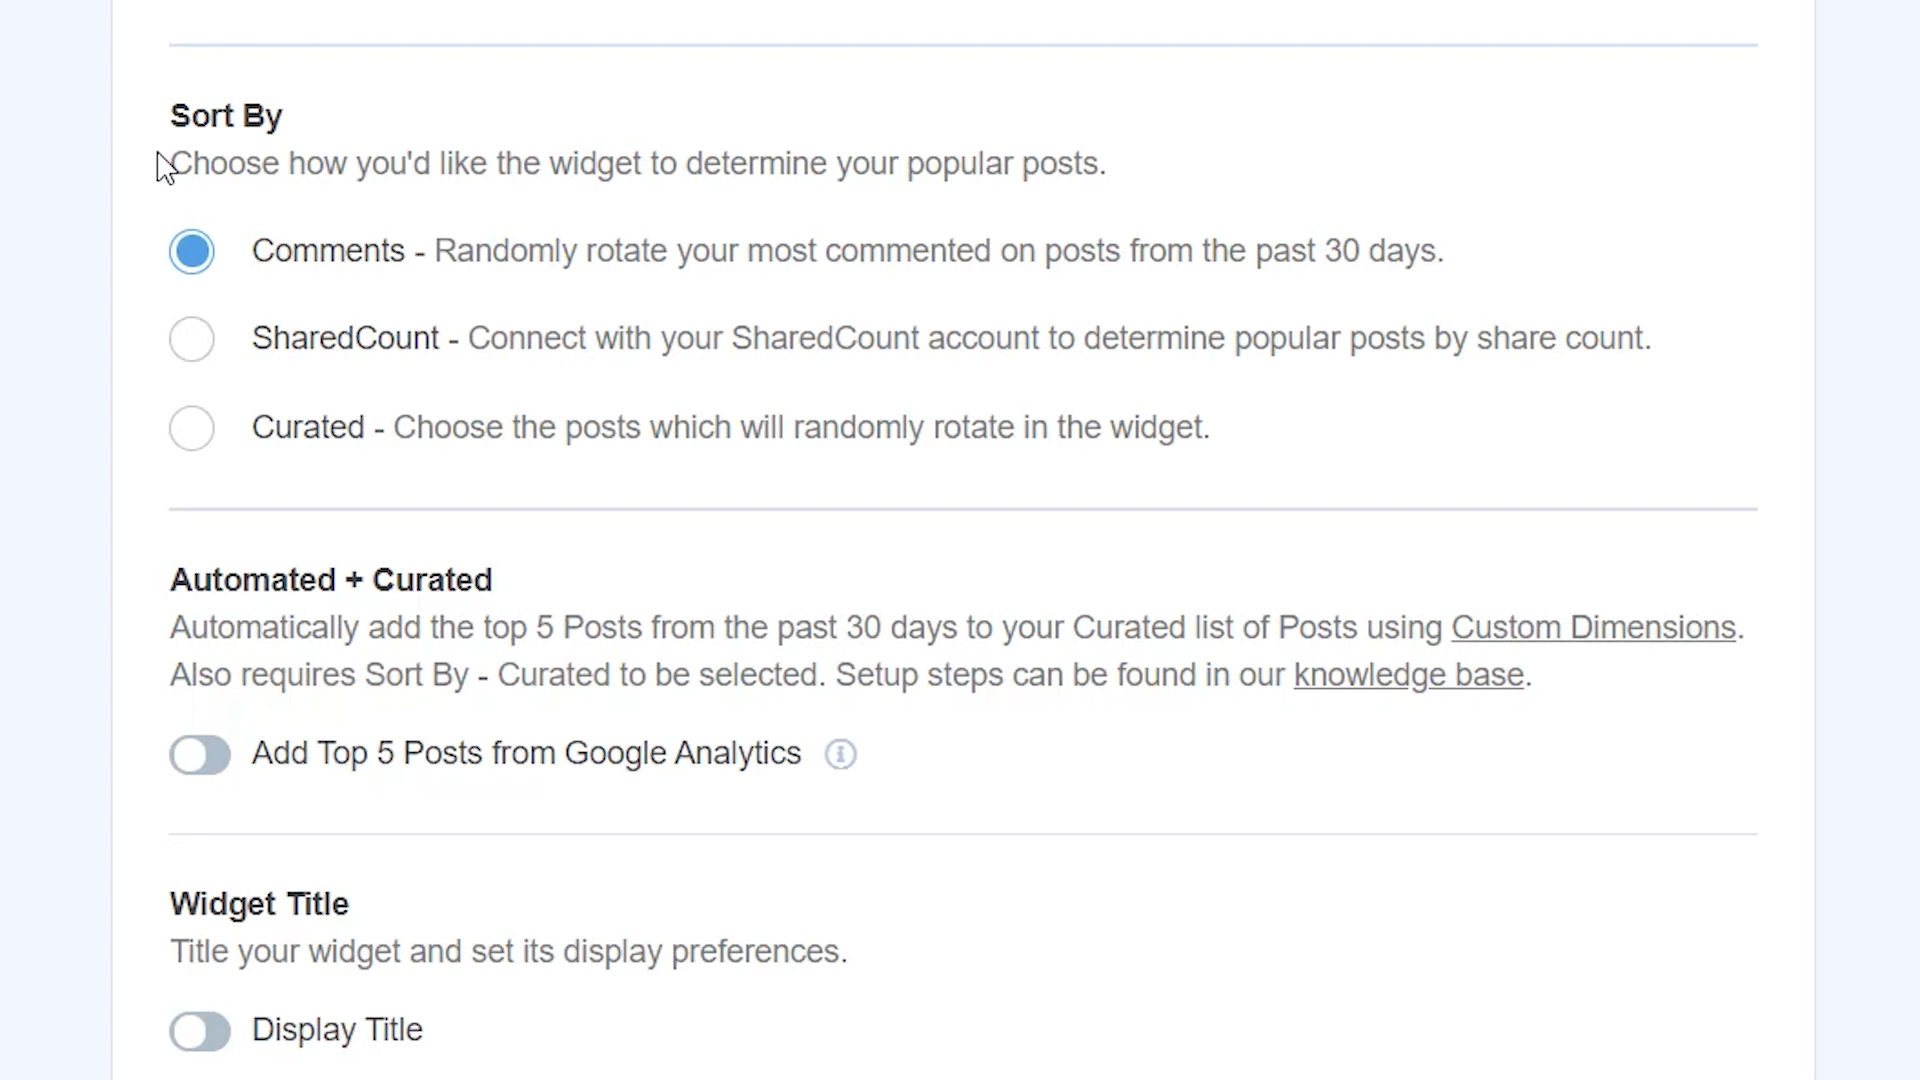 Sort By
Choose how you'd like the widget to determine your popular posts.
Comments - Randomly rotate your most commented on posts from the past 30 days.
SharedCount - Connect with your SharedCount account to determine popular posts by share count.
Curated - Choose the posts which will randomly rotate in the widget.
Automated + Curated
Automatically add the top 5 Posts from the past 30 days to your Curated list of Posts using Custom Dimensions.
Also requires Sort By - Curated to be selected. Setup steps can be found in our knowledge base.
Add Top 5 Posts from Google Analytics
Widget Title
Title your widget and set its display preferences.
Display Title